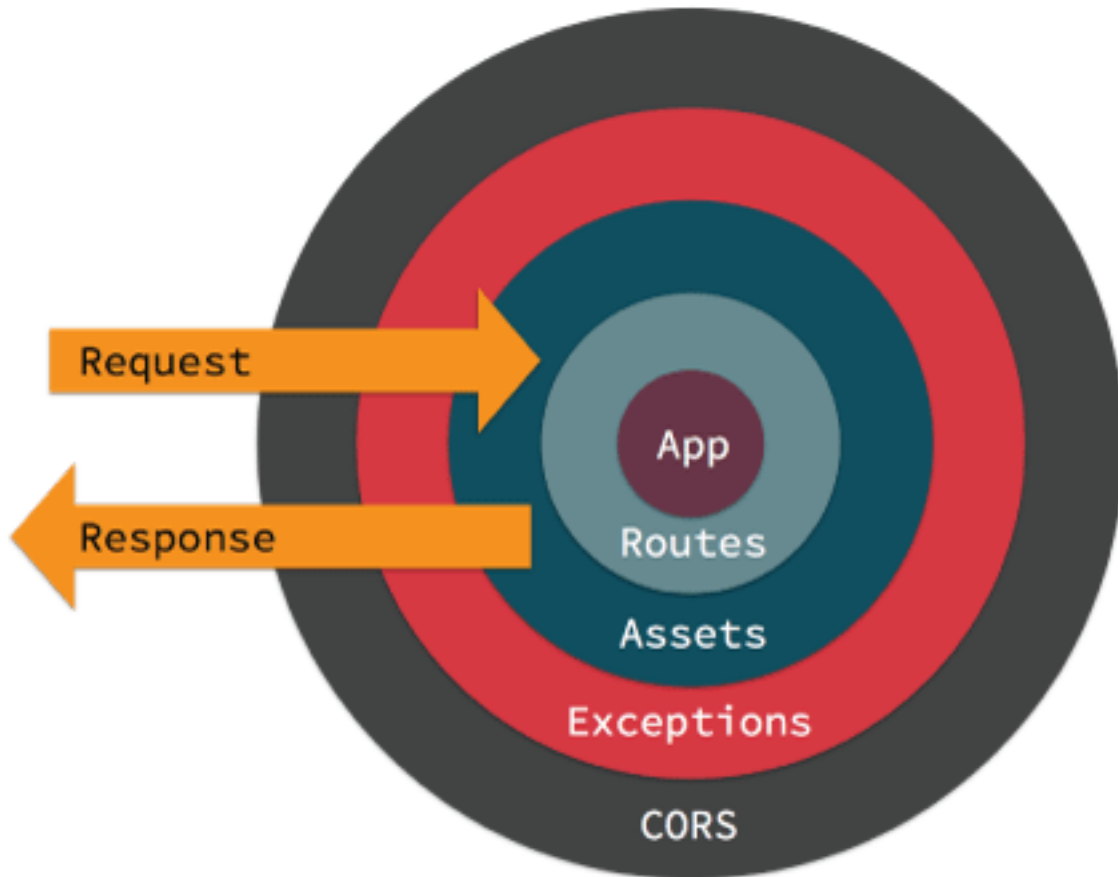 Request
App
Response
Routes
Assets
Exceptions
CORS